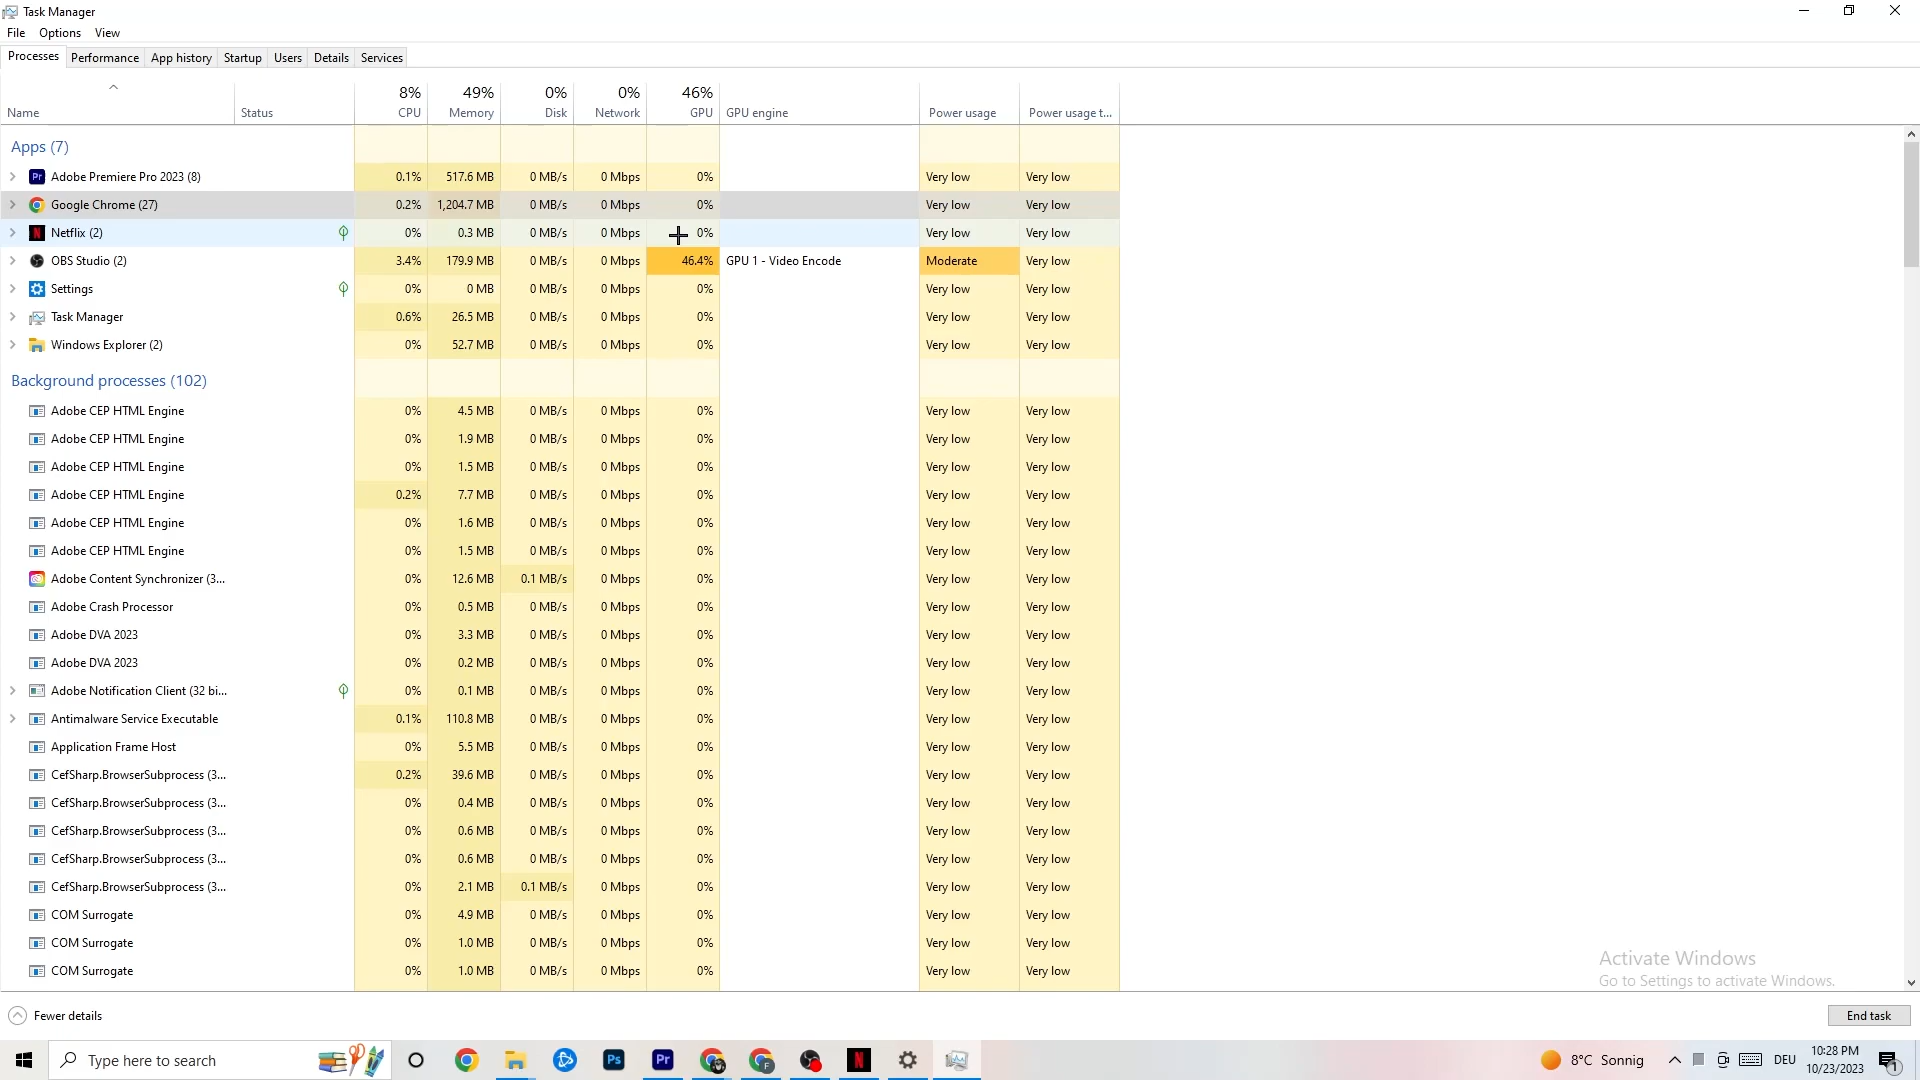 Task Manager
File Options View
Processes Performance App history Startup Users Details Services
8% 49% 0% 0% 46%
Name Status CPU Memory Disk Network GPU GPU engine Power usage Power usage t...
Apps (7)
Pr Adobe Premiere Pro 2023 (8) 0.1% 517.6 MB 0 MB/s 0 Mbps 0% Very low Very low
Google Chrome (27) 0.2% 1,204.7 MB 0 MB/s 0 Mbps 0% Very low Very low
N Netflix (2) 0% 0.3 MB 0 MB/s 0 Mbps 0% Very low Very low
OBS Studio (2) 3.4% 179.9 MB 0 MB/s 0 Mbps 46.4% GPU 1 - Video Encode Moderate Very low
Settings 0% 0 MB 0 MB/s 0 Mbps 0% Very low Very low
Task Manager 0.6% 26.5 MB 0 MB/s 0 Mbps 0% Very low Very low
Windows Explorer (2) 0% 52.7 MB 0 MB/s 0 Mbps 0% Very low Very low
Background processes (102)
Adobe CEP HTML Engine 0% 4.5 MB 0 MB/s 0 Mbps 0% Very low Very low
Adobe CEP HTML Engine 0% 1.9 MB 0 MB/s 0 Mbps 0% Very low Very low
Adobe CEP HTML Engine 0% 1.5 MB 0 MB/s 0 Mbps 0% Very low Very low
Adobe CEP HTML Engine 0.2% 7.7 MB 0 MB/s 0 Mbps 0% Very low Very low
Adobe CEP HTML Engine 0% 1.6 MB 0 MB/s 0 Mbps 0% Very low Very low
Adobe CEP HTML Engine 0% 1.5 MB 0 MB/s 0 Mbps 0% Very low Very low
Adobe Content Synchronizer (3... 0% 12.6 MB 0.1 MB/s 0 Mbps 0% Very low Very low
Adobe Crash Processor 0% 0.5 MB 0 MB/s 0 Mbps 0% Very low Very low
Adobe DVA 2023 0% 3.3 MB 0 MB/s 0 Mbps 0% Very low Very low
Adobe DVA 2023 0% 0.2 MB 0 MB/s 0 Mbps 0% Very low Very low
Adobe Notification Client (32 bi... 0% 0.1 MB 0 MB/s 0 Mbps 0% Very low Very low
Antimalware Service Executable 0.1% 110.8 MB 0 MB/s 0 Mbps 0% Very low Very low
Application Frame Host 0% 5.5 MB 0 MB/s 0 Mbps 0% Very low Very low
CefSharp.BrowserSubprocess (3... 0.2% 39.6 MB 0 MB/s 0 Mbps 0% Very low Very low
CefSharp.BrowserSubprocess (3... 0% 0.4 MB 0 MB/s 0 Mbps 0% Very low Very low
CefSharp.BrowserSubprocess (3... 0% 0.6 MB 0 MB/s 0 Mbps 0% Very low Very low
CefSharp.BrowserSubprocess (3... 0% 0.6 MB 0 MB/s 0 Mbps 0% Very low Very low
CefSharp.BrowserSubprocess (3... 0% 2.1 MB 0.1 MB/s 0 Mbps 0% Very low Very low
COM Surrogate 0% 4.9 MB 0 MB/s 0 Mbps 0% Very low Very low
COM Surrogate 0% 1.0 MB 0 MB/s 0 Mbps 0% Very low Very low
COM Surrogate 0% 1.0 MB 0 MB/s 0 Mbps 0% Very low Very low
Activate Windows
Go to Settings to activate Windows.
Fewer details End task
Type here to search Ps Pr F N 8°C Sonnig DEU 10:28 PM
10/23/2023 1